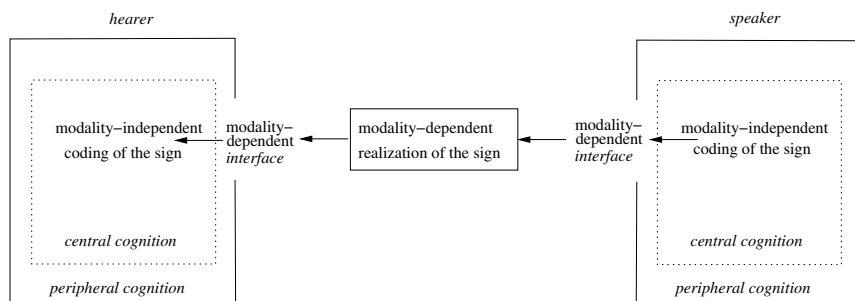 hearer
speaker
modality−independent
coding of the sign
modality−
dependent
interface
modality−dependent
realization of the sign
modality−
dependent
interface
modality−independent
coding of the sign
central cognition
central cognition
peripheral cognition
peripheral cognition